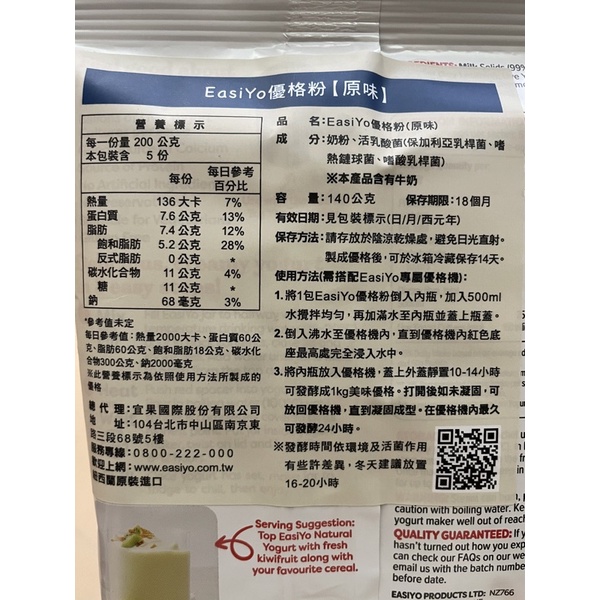 EasiYo優格粉【原味】
營養標示
每一份量 200 公克
本包裝含 5 份
每份 每日參考百分比
熱量 136 大卡 7%
蛋白質 7.6 公克 13%
脂肪 7.4 公克 12%
飽和脂肪 5.2 公克 28%
反式脂肪 0 公克 *
碳水化合物 11 公克 4%
糖 11 公克 *
鈉 68 毫克 3%
*參考值未定
每日參考值：熱量2000大卡、蛋白質60公
克、脂肪60公克、飽和脂肪18公克、碳水化
合物300公克、鈉2000毫克
※此營養標示為依照使用方法所製成的
優格
總代理:宜果國際股份有限公司
地址:104台北市中山區南京東
路三段68號5樓
服務專線:0800-222-000
歡迎上網:www.easiyo.com.tw
紐西蘭原裝進口
品名:EasiYo優格粉(原味)
成分:奶粉、活乳酸菌(保加利亞乳桿菌、嗜
熱鏈球菌、嗜酸乳桿菌)
※本產品含有牛奶
容量:140公克 保存期限:18個月
有效日期:見包裝標示(日/月/西元年)
保存方法:請存放於陰涼乾燥處，避免日光直射。
製成優格後，可於冰箱冷藏保存14天。
使用方法(需搭配EasiYo專屬優格機):
1.將1包EasiYo優格粉倒入內瓶，加入500ml
水攪拌均勻，再加滿水至內瓶並蓋上瓶蓋。
2.倒入沸水至優格機內，直到優格機內紅色底
座最高處完全浸入水中。
3.將內瓶放入優格機，蓋上外蓋靜置10-14小時
可發酵成1kg美味優格。打開後如未凝固，可
放回優格機，直到凝固成型。在優格機內最久
可發酵24小時。
※發酵時間依環境及活菌作用
有些許差異，冬天建議放置
16-20小時
Serving Suggestion:
Top EasiYo Natural
Yogurt with fresh
kiwifruit along with
your favourite cereal.
caution with boiling water. Ke
yogurt maker well out of reach
QUALITY GUARANTEED: If y
hasn't turned out how you exp
can check our FAQs on our we
email us with the batch numbe
before date.
EASIYO PRODUCTS LTD: NZ766